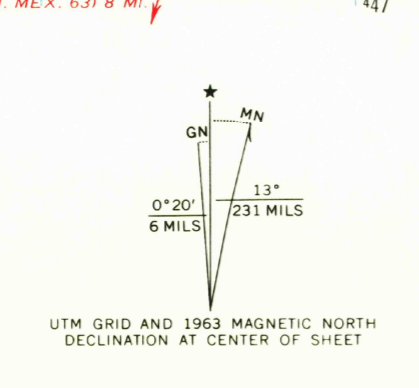 . MEX. 631 8 MI.
447
★
MN
GN
0°20'
6 MILS
13°
231 MILS
UTM GRID AND 1963 MAGNETIC NORTH
DECLINATION AT CENTER OF SHEET